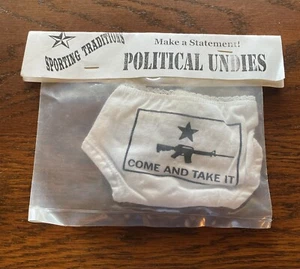 Make a Statement!
SPORTING TRADITIONS
POLITICAL UNDIES
COME AND TAKE IT